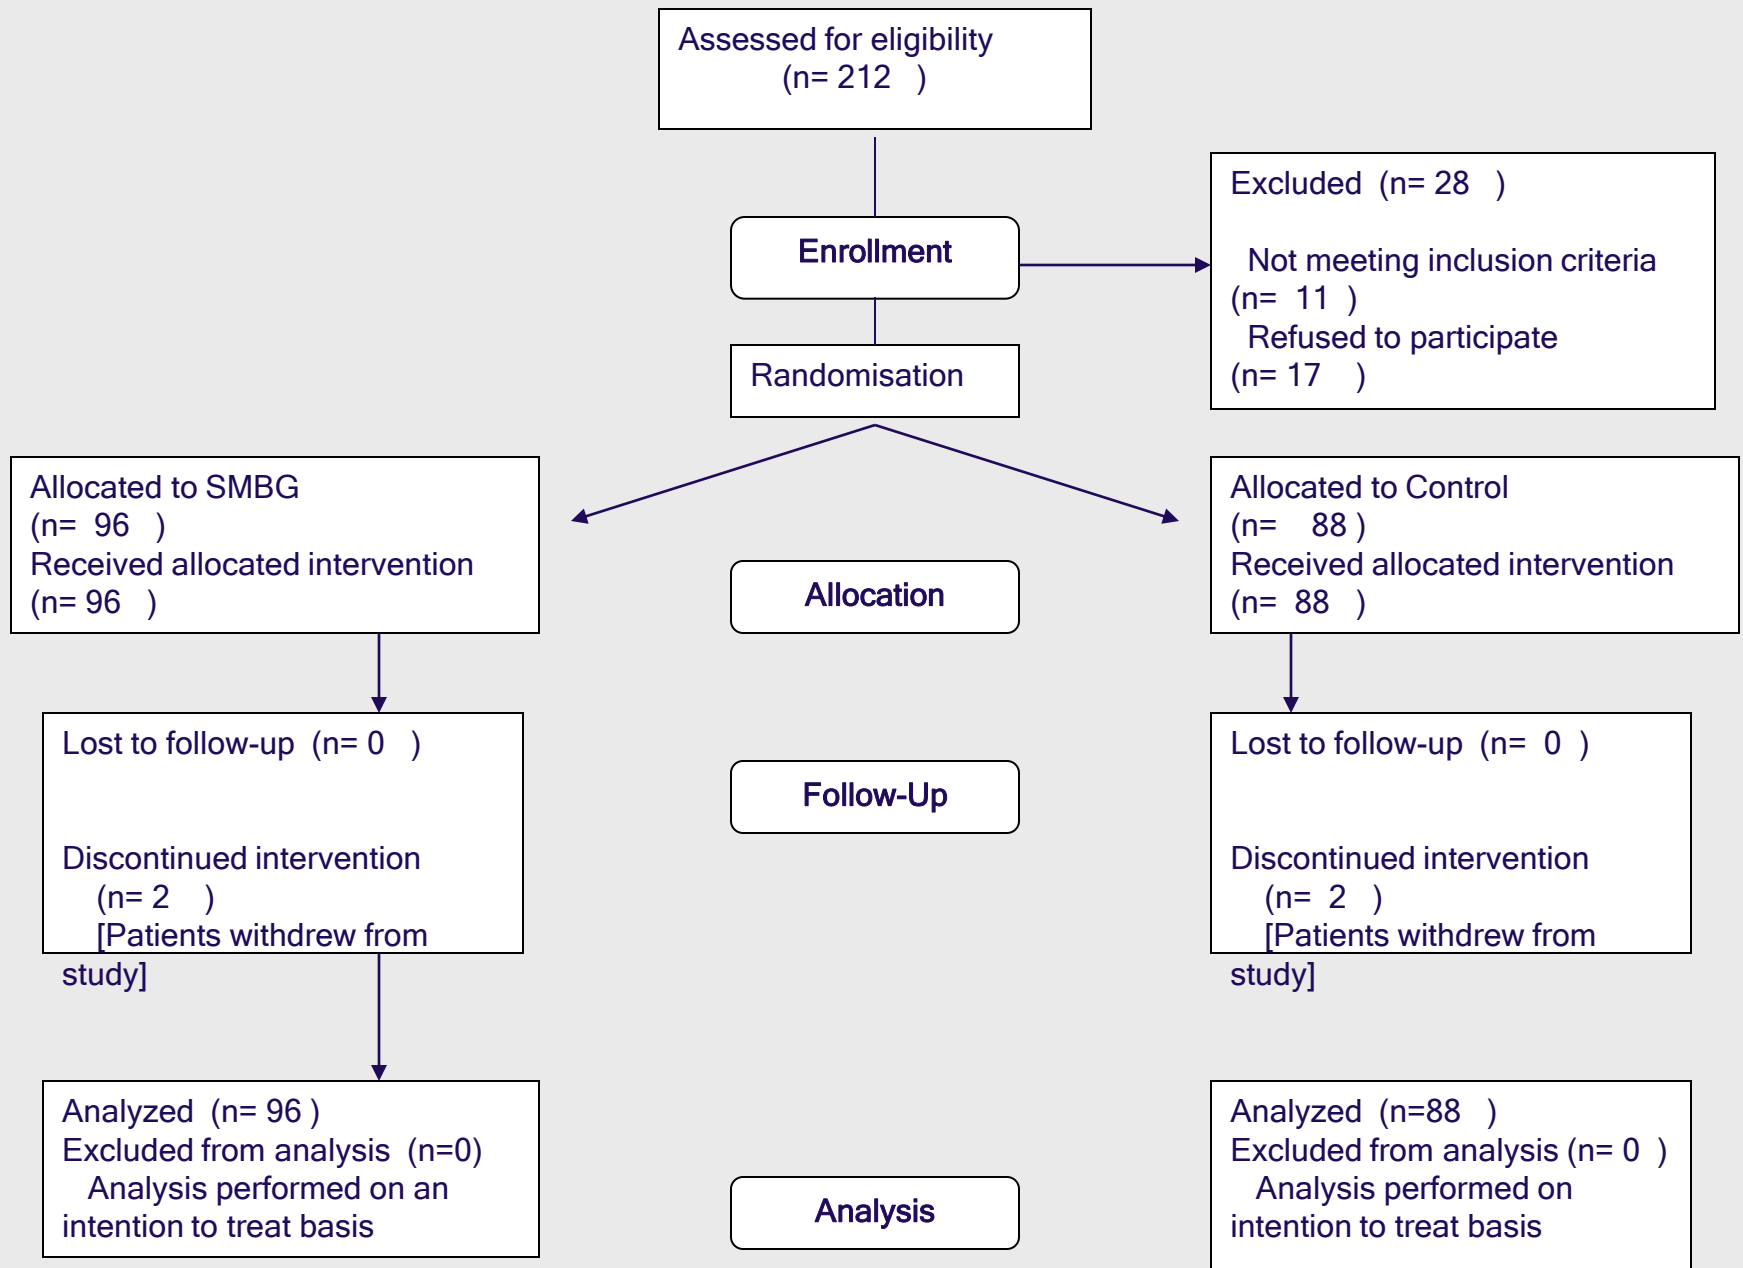 Assessed for eligibility
(n= 212 )
Excluded (n= 28 )
Not meeting inclusion criteria
(n= 11 )
Refused to participate
(n= 17 )
Enrollment
Randomisation
Allocated to SMBG
(n= 96 )
Received allocated intervention
(n= 96 )
Allocated to Control
(n= 88 )
Received allocated intervention
(n= 88 )
Allocation
Lost to follow-up (n= 0 )
Discontinued intervention
(n= 2 )
[Patients withdrew from
study]
Follow-Up
Lost to follow-up (n= 0 )
Discontinued intervention
(n= 2 )
[Patients withdrew from
study]
Analyzed (n= 96 )
Excluded from analysis (n=0)
Analysis performed on an
intention to treat basis
Analysis
Analyzed (n=88 )
Excluded from analysis (n= 0 )
Analysis performed on
intention to treat basis